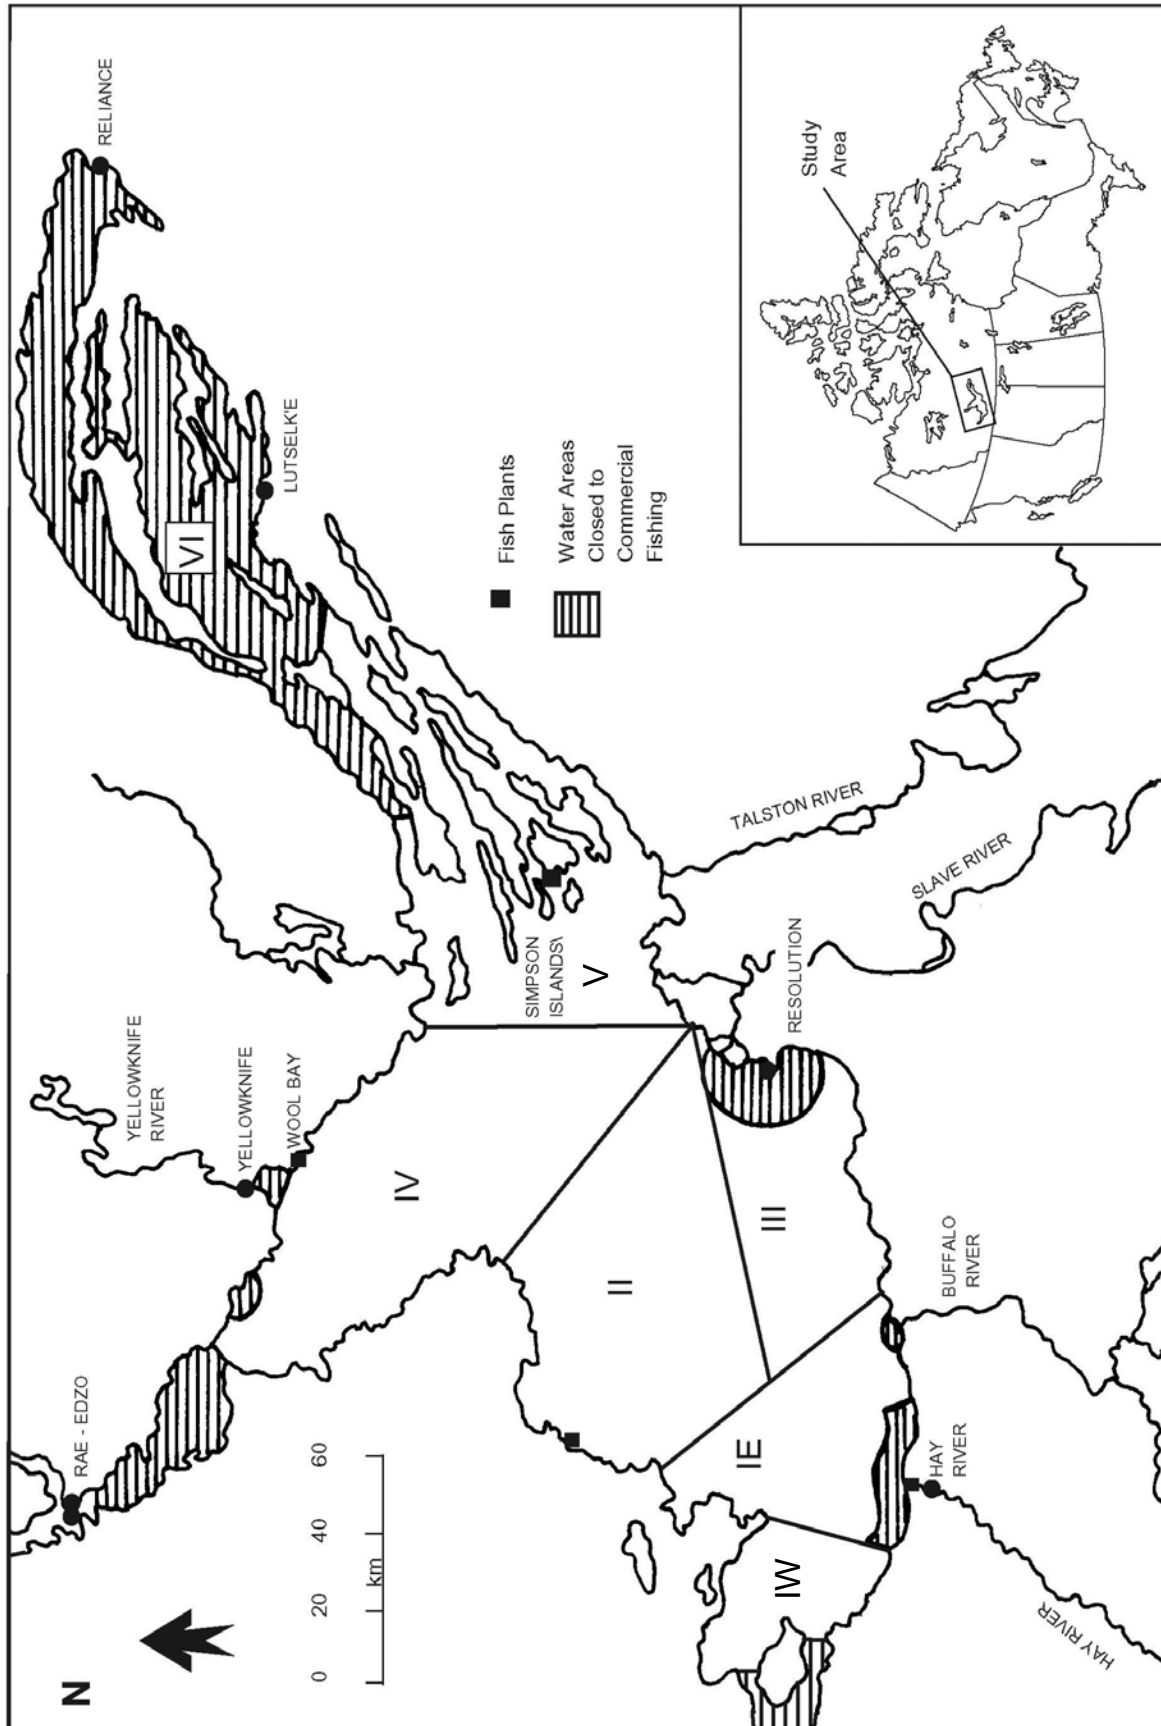 N
0
20
40
60
km
RAE - EDZO
YELLOWKNIFE
RIVER
YELLOWKNIFE
WOOL BAY
RELIANCE
LUTSELK'E
VI
IV
II
III
IE
IW
V
SIMPSON
ISLANDS\
RESOLUTION
TALSTON RIVER
SLAVE RIVER
BUFFALO
RIVER
HAY
RIVER
HAY RIVER
Fish Plants
Water Areas
Closed to
Commercial
Fishing
Study
Area